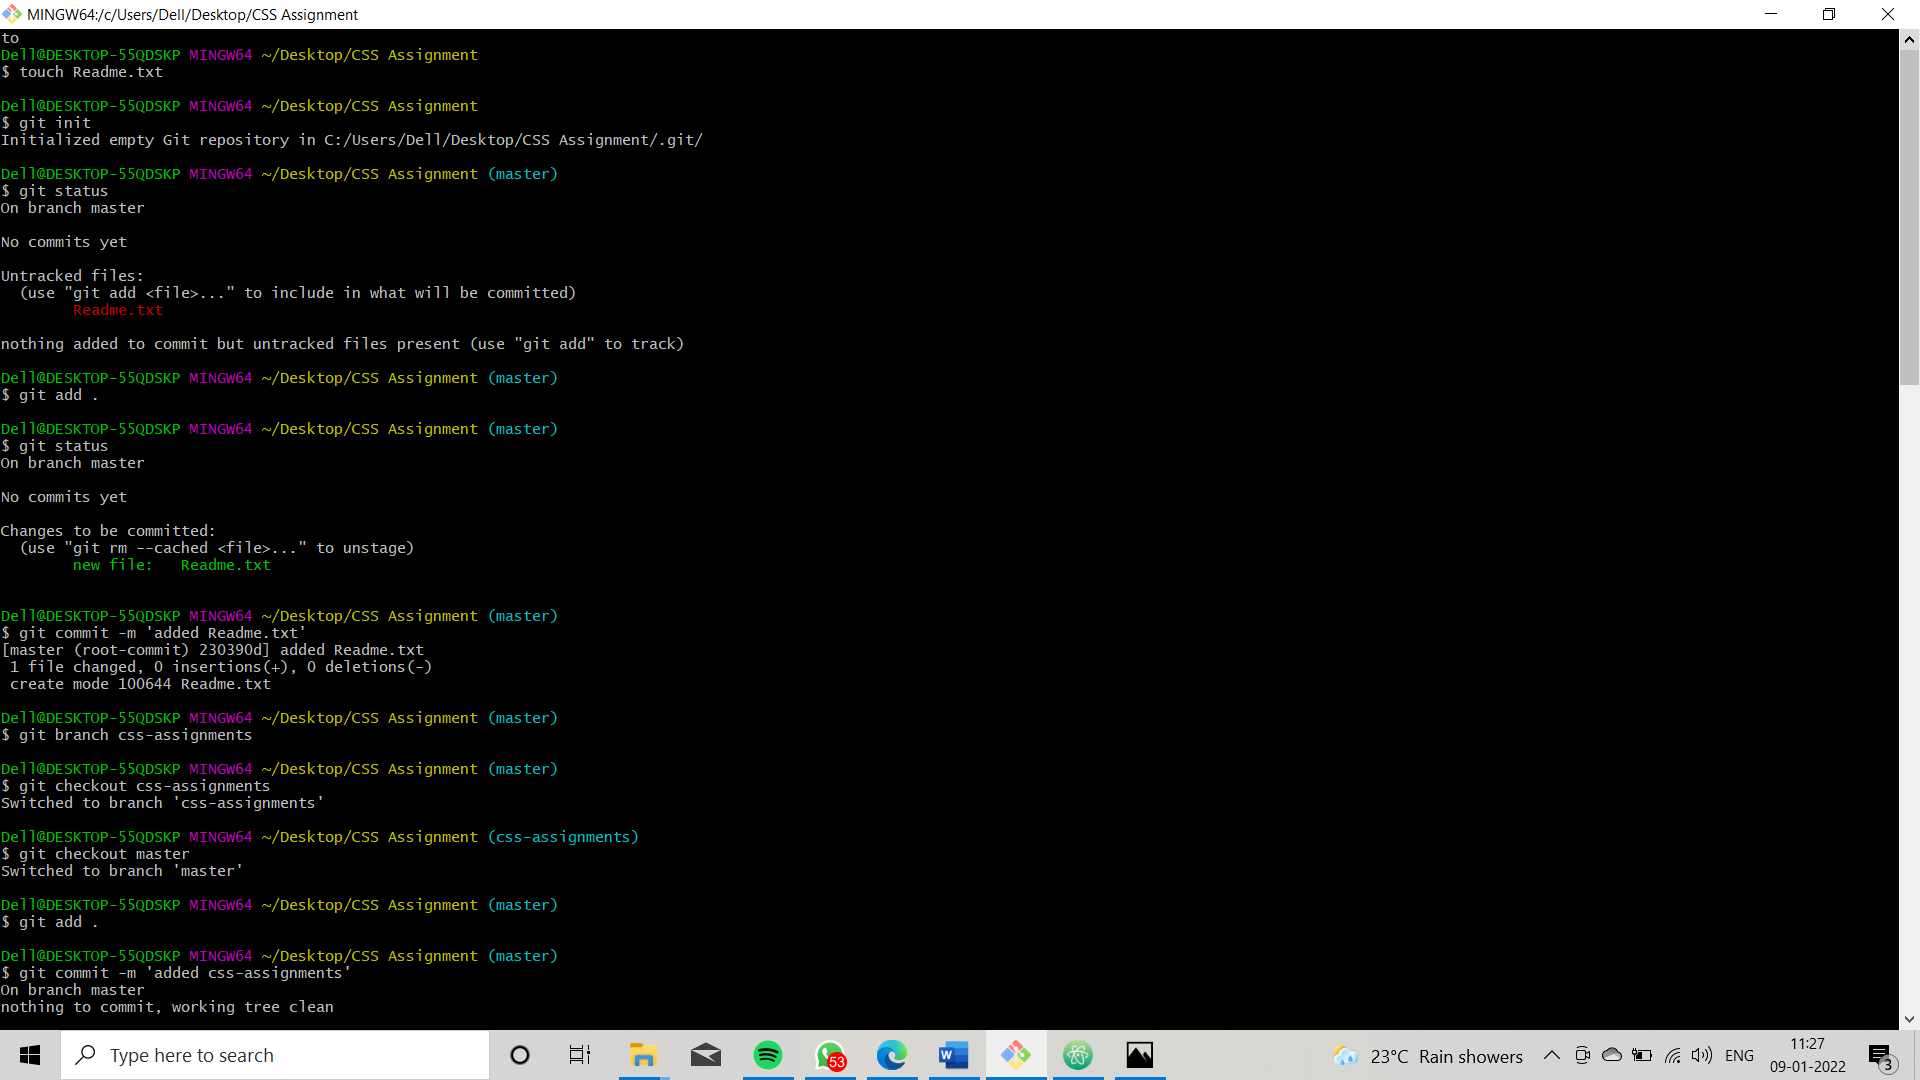 MINGW64:/c/Users/Dell/Desktop/CSS Assignment
to
Dell@DESKTOP-55QDSKP MINGW64 ~/Desktop/CSS Assignment
$ touch Readme.txt
Dell@DESKTOP-55QDSKP MINGW64 ~/Desktop/CSS Assignment
$ git init
Initialized empty Git repository in C:/Users/Dell/Desktop/CSS Assignment/.git/
Dell@DESKTOP-55QDSKP MINGW64 ~/Desktop/CSS Assignment (master)
$ git status
On branch master
No commits yet
Untracked files:
  (use "git add <file>..." to include in what will be committed)
        Readme.txt
nothing added to commit but untracked files present (use "git add" to track)
Dell@DESKTOP-55QDSKP MINGW64 ~/Desktop/CSS Assignment (master)
$ git add .
Dell@DESKTOP-55QDSKP MINGW64 ~/Desktop/CSS Assignment (master)
$ git status
On branch master
No commits yet
Changes to be committed:
  (use "git rm --cached <file>..." to unstage)
        new file:   Readme.txt
Dell@DESKTOP-55QDSKP MINGW64 ~/Desktop/CSS Assignment (master)
$ git commit -m 'added Readme.txt'
[master (root-commit) 230390d] added Readme.txt
 1 file changed, 0 insertions(+), 0 deletions(-)
 create mode 100644 Readme.txt
Dell@DESKTOP-55QDSKP MINGW64 ~/Desktop/CSS Assignment (master)
$ git branch css-assignments
Dell@DESKTOP-55QDSKP MINGW64 ~/Desktop/CSS Assignment (master)
$ git checkout css-assignments
Switched to branch 'css-assignments'
Dell@DESKTOP-55QDSKP MINGW64 ~/Desktop/CSS Assignment (css-assignments)
$ git checkout master
Switched to branch 'master'
Dell@DESKTOP-55QDSKP MINGW64 ~/Desktop/CSS Assignment (master)
$ git add .
Dell@DESKTOP-55QDSKP MINGW64 ~/Desktop/CSS Assignment (master)
$ git commit -m 'added css-assignments'
On branch master
nothing to commit, working tree clean
Type here to search
53
W
23°C Rain showers
ENG
11:27
09-01-2022
3